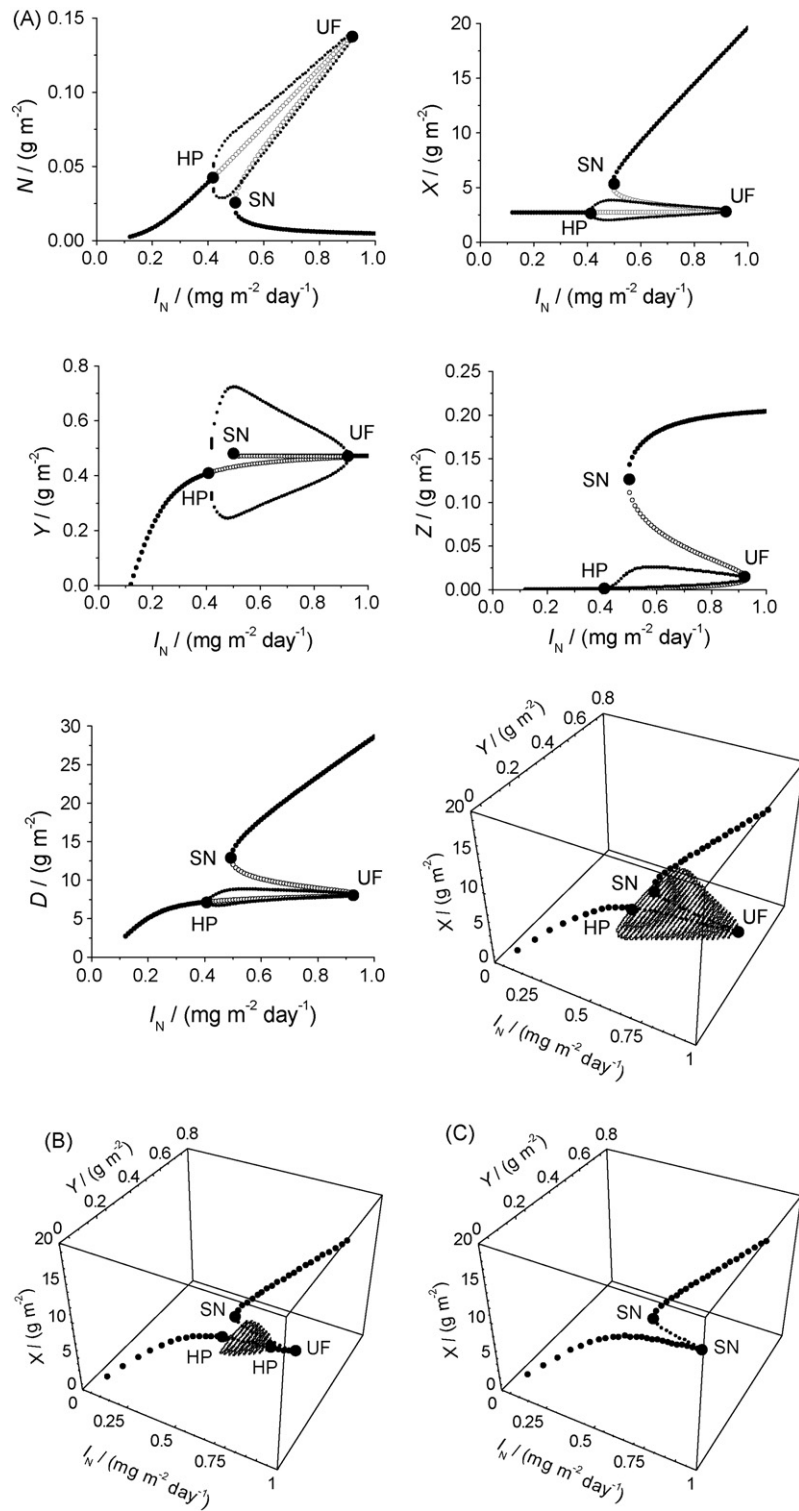 (A)
0.15
0.10
0.05
0.00
N / (g m-2)
UF
HP
SN
0.0 0.2 0.4 0.6 0.8 1.0
IN / (mg m-2 day-1)
20
15
10
5
0
X / (g m-2)
SN
UF
HP
0.0 0.2 0.4 0.6 0.8 1.0
IN / (mg m-2 day-1)
0.8
0.6
0.4
0.2
0.0
Y / (g m-2)
SN
UF
HP
0.0 0.2 0.4 0.6 0.8 1.0
IN / (mg m-2 day-1)
0.25
0.20
0.15
0.10
0.05
0.00
Z / (g m-2)
SN
HP
UF
0.0 0.2 0.4 0.6 0.8 1.0
IN / (mg m-2 day-1)
30
25
20
15
10
5
0
D / (g m-2)
SN
UF
HP
0.0 0.2 0.4 0.6 0.8 1.0
IN / (mg m-2 day-1)
Y / (g m-2)
0.8
0.6
0.4
0.2
0
20
15
10
5
0
X / (g m-2)
SN
HP
UF
0.25
0.5
0.75
1
IN / (mg m-2 day-1)
(B)
Y / (g m-2)
0.8
0.6
0.4
0.2
0
20
15
10
5
0
X / (g m-2)
SN
HP
HP
UF
0.25
0.5
0.75
1
IN / (mg m-2 day-1)
(C)
Y / (g m-2)
0.8
0.6
0.4
0.2
0
20
15
10
5
0
X / (g m-2)
SN
SN
0.25
0.5
0.75
1
IN / (mg m-2 day-1)